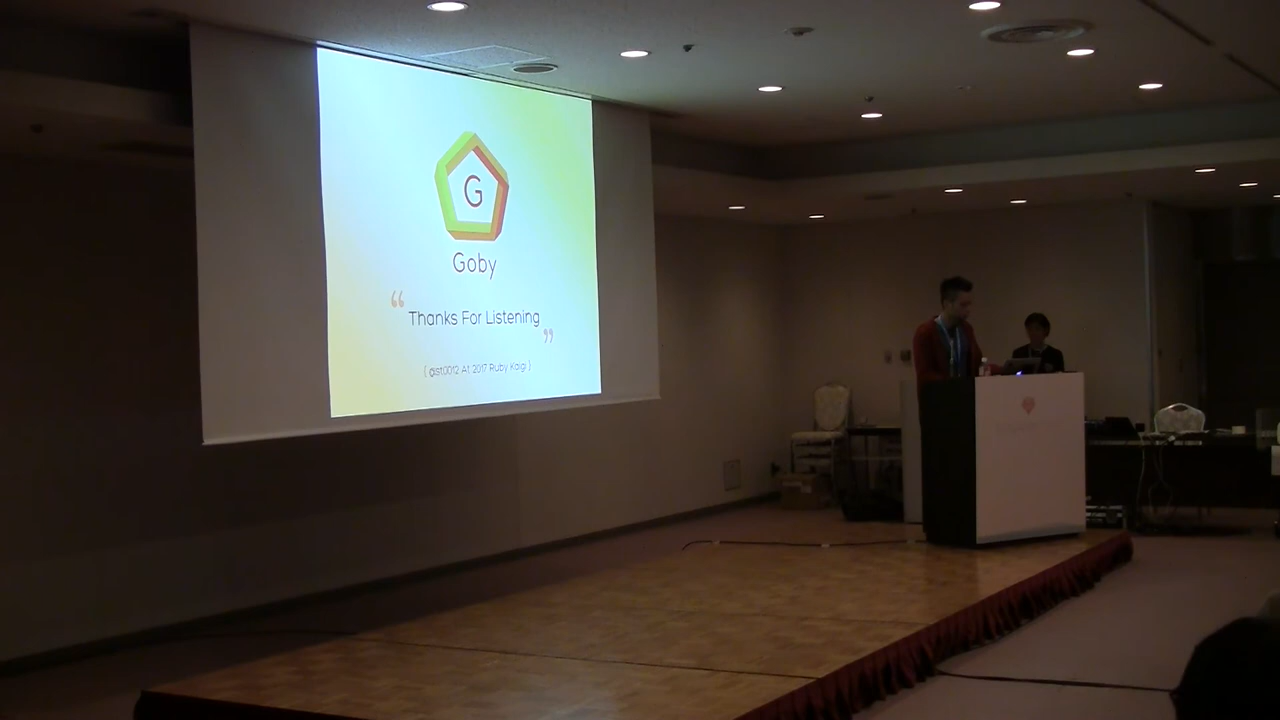 G
Goby
“ Thanks For Listening ”
( @st0012 At 2017 Ruby Kaigi )